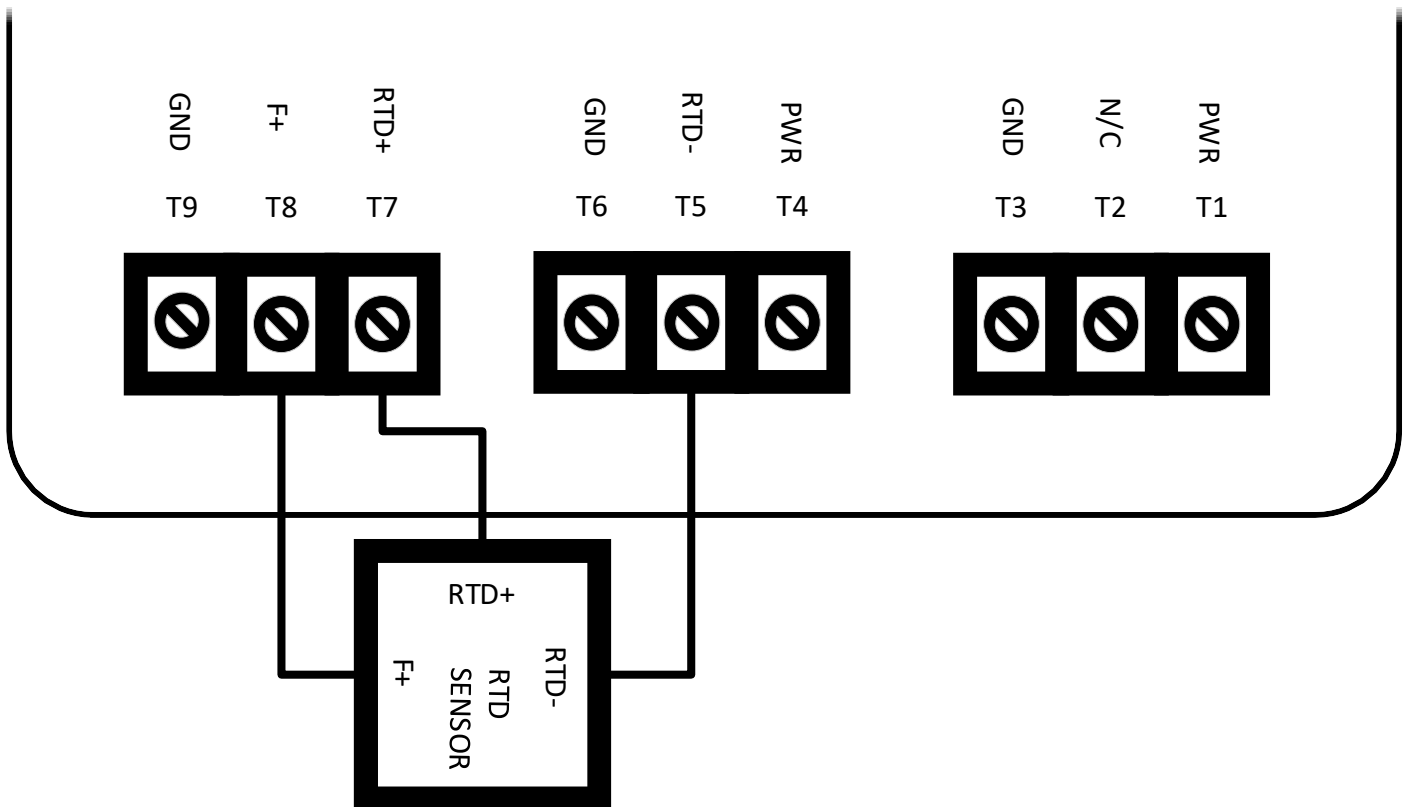 GND F+ RTD+ GND RTD- PWR GND N/C PWR
T9 T8 T7 T6 T5 T4 T3 T2 T1
RTD+
F+
RTD
SENSOR
RTD-